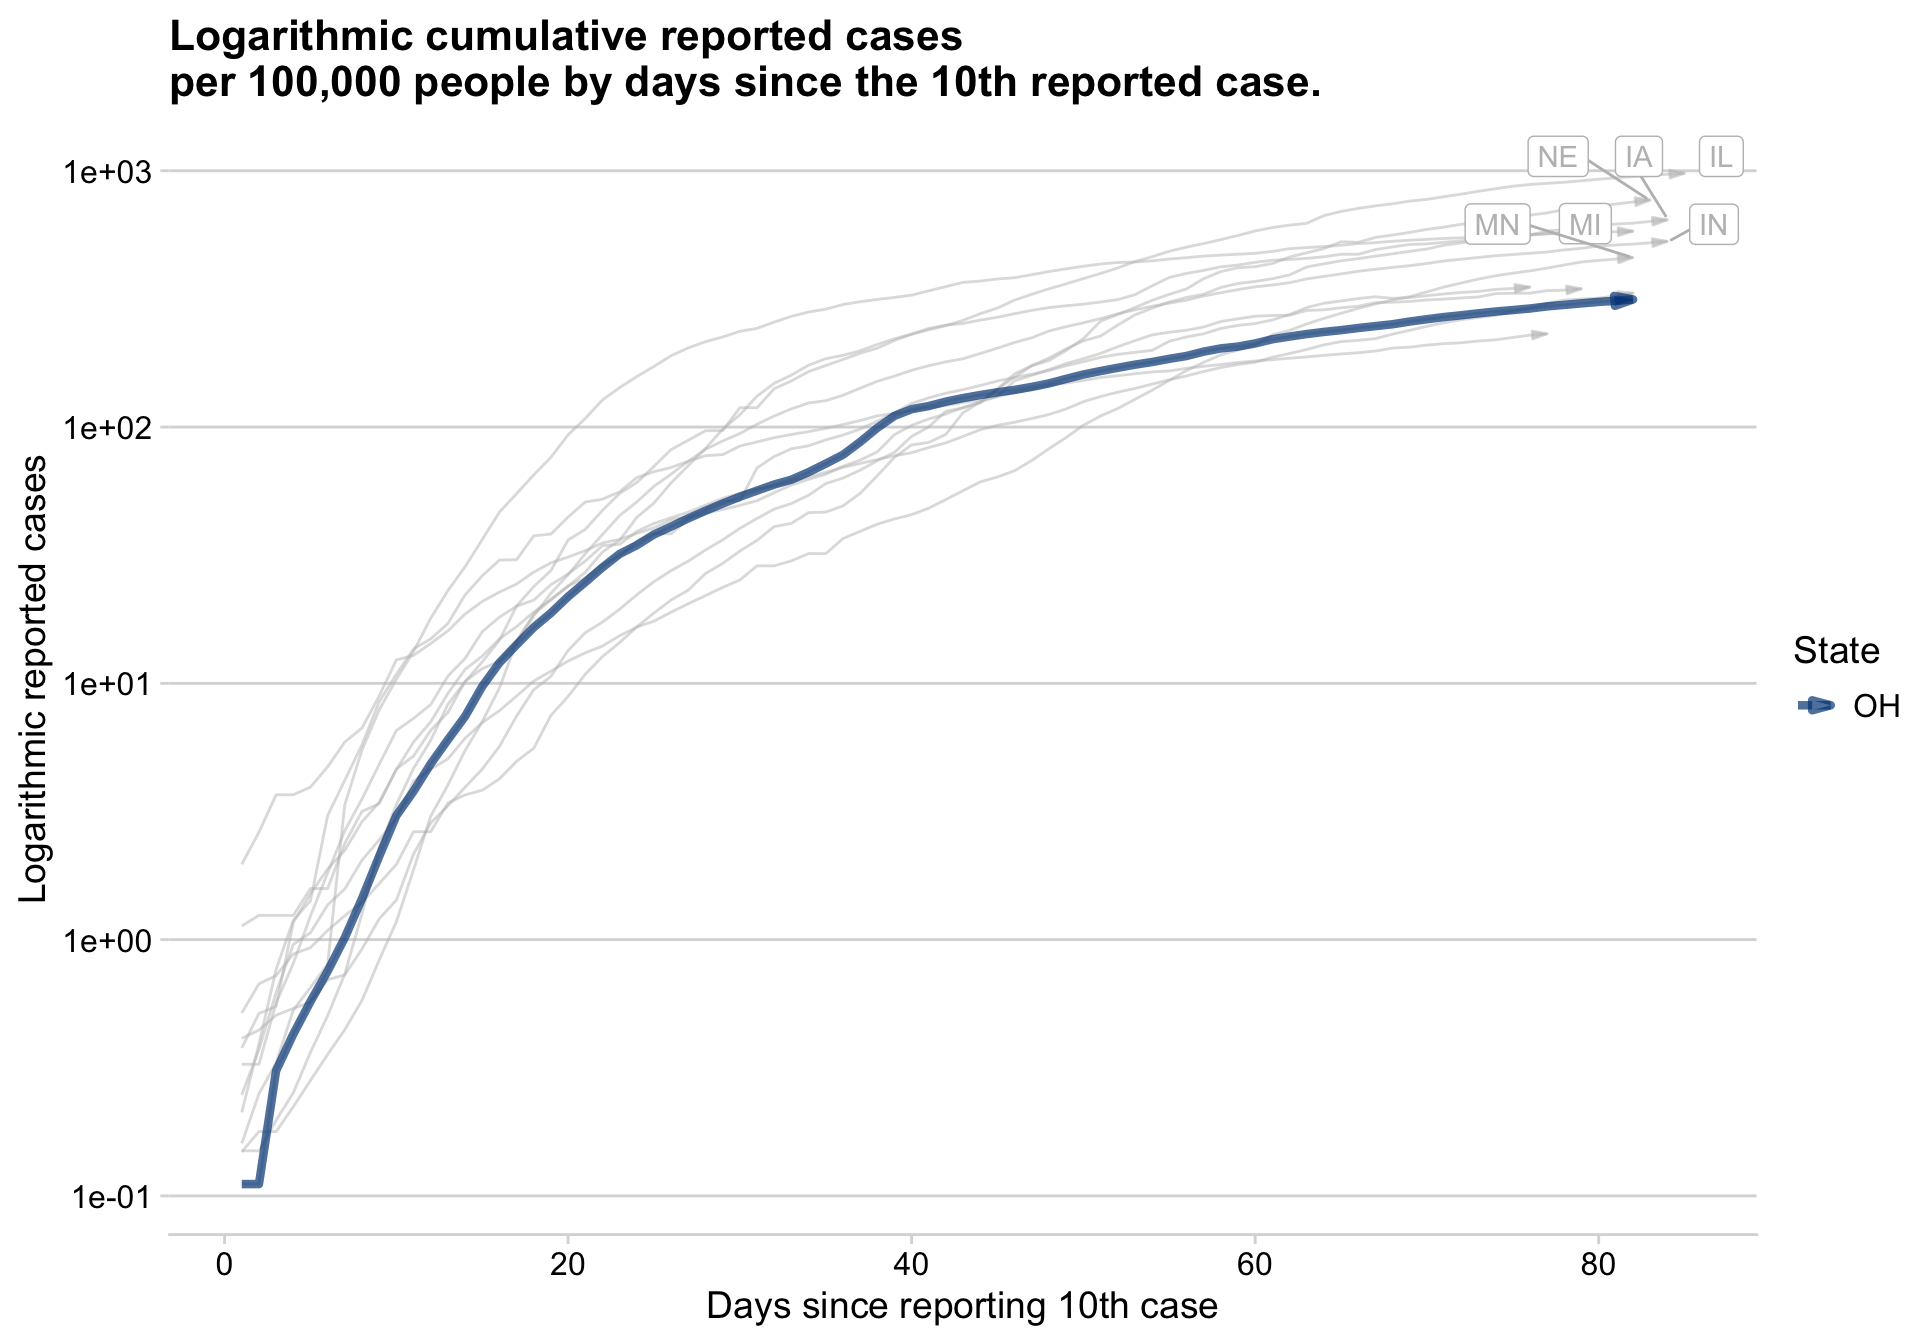 Logarithmic cumulative reported cases
per 100,000 people by days since the 10th reported case.
NE
IA
IL
MN
MI
IN
1e+03
1e+02
1e+01
1e+00
1e-01
Logarithmic reported cases
State
OH
0
20
40
60
80
Days since reporting 10th case